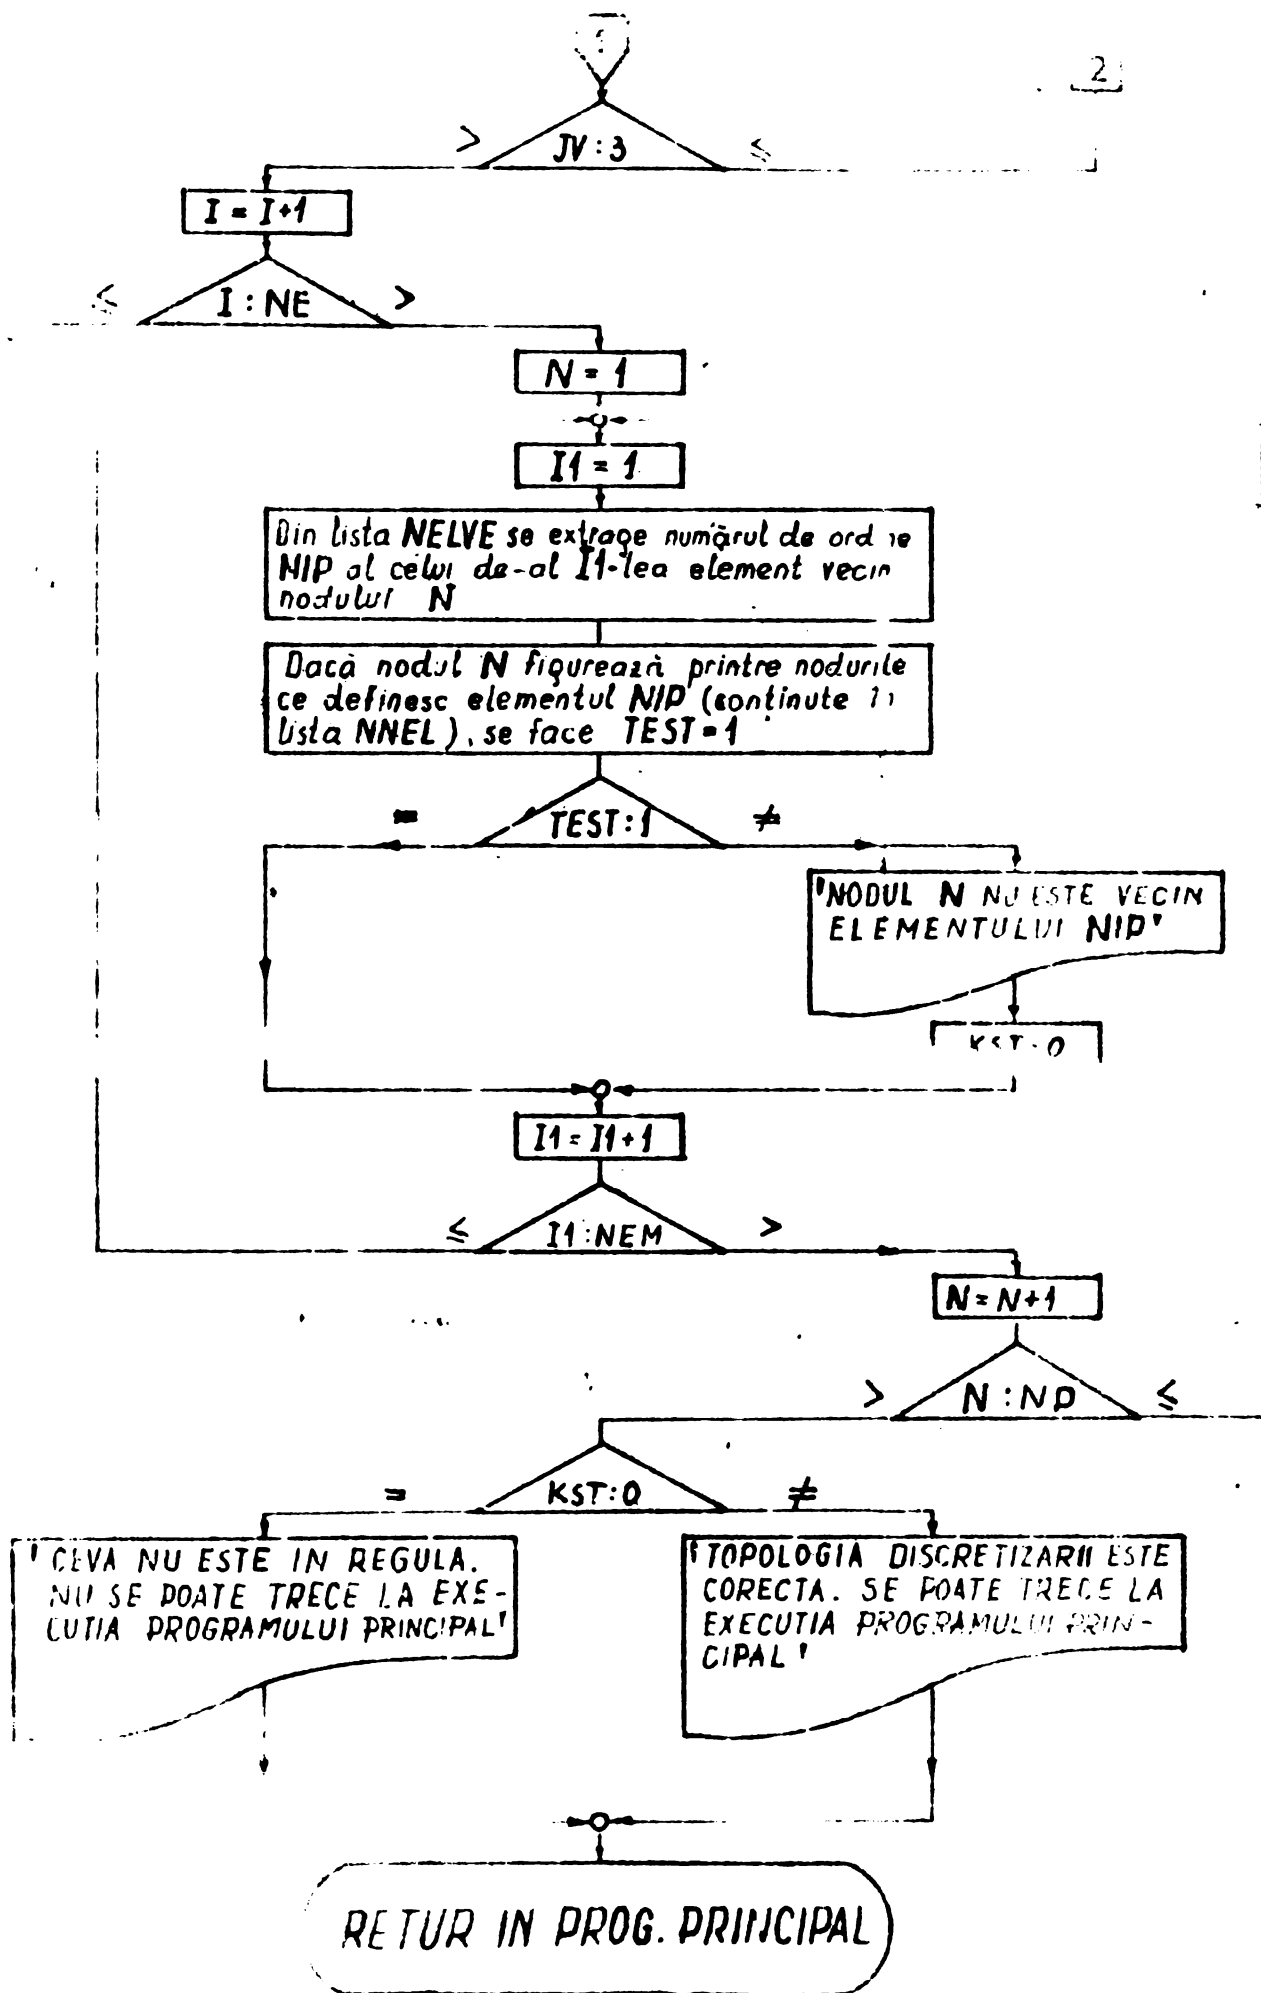 2
JV : 3
> ≤
I = I+1
≤ I : NE >
N = 1
I1 = 1
Din lista NELVE se extrage numărul de
NIP al celui de-al I1-lea element vecin
nodului N
Dacă nodul N figurează printre nodurile
ce definesc elementul NIP (conținute
lista NNEL), se face TEST=1
= TEST:1 ≠
'NODUL N NU ESTE VECIN
ELEMENTULUI NIP'
KST=0
I1 = I1+1
≤ I1:NEM >
N = N+1
> N : NP ≤
= KST:0 ≠
'CEVA NU ESTE IN REGULA.
NU SE POATE TRECE LA EXE-
CUTIA PROGRAMULUI PRINCIPAL'
'TOPOLOGIA DISCRETIZARII ESTE
CORECTA. SE POATE TRECE LA
EXECUTIA PROGRAMULUI PRIN-
CIPAL'
RETUR IN PROG. PRINCIPAL